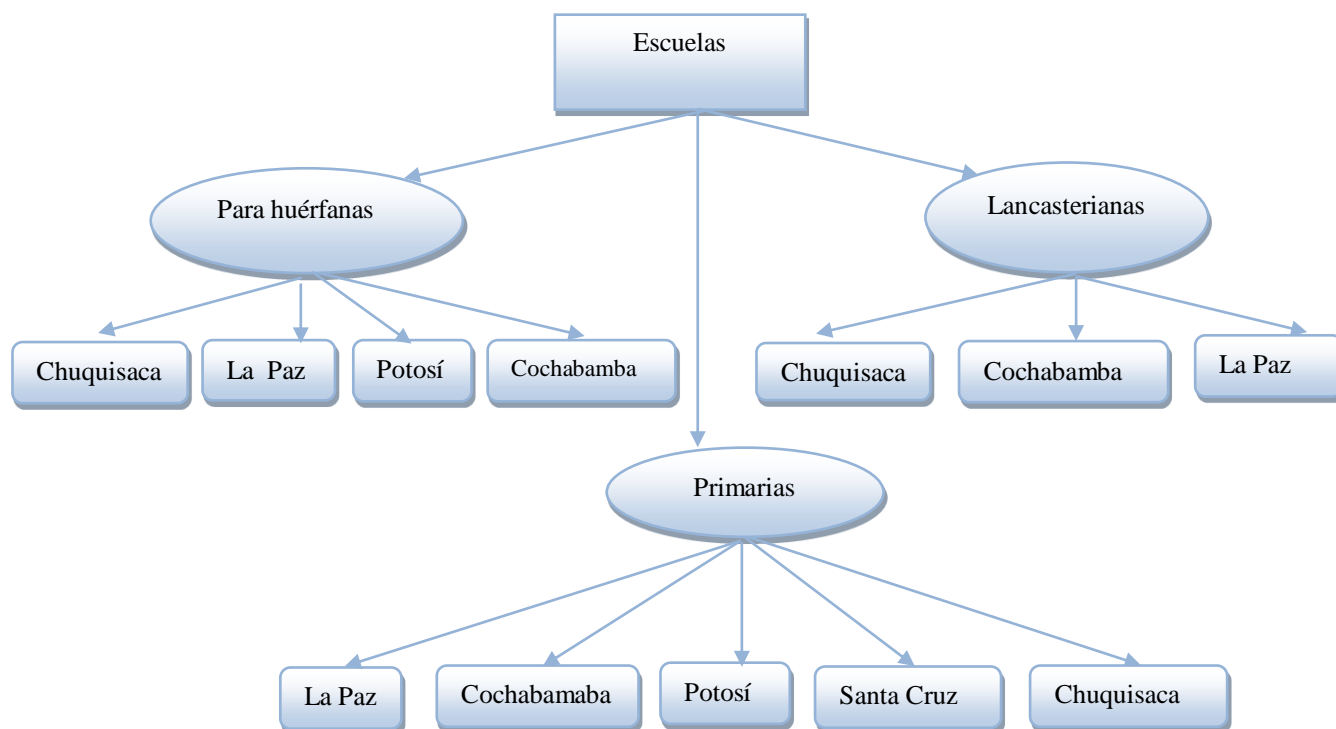 Escuelas
Para huérfanas
Lancasterianas
Chuquisaca
La Paz
Potosí
Cochabamba
Chuquisaca
Cochabamba
La Paz
Primarias
La Paz
Cochabamaba
Potosí
Santa Cruz
Chuquisaca